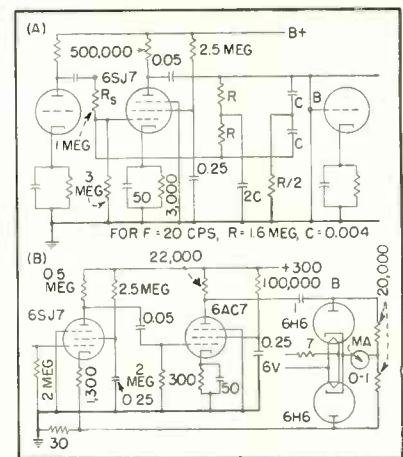 (A)
B+
500,000
0.05
2.5 MEG
6SJ7
RS
R
C
B
1 MEG
R
C
3 MEG
50
3,000
0.25
2C
R/2
FOR F = 20 CPS, R = 1.6 MEG, C = 0.004
(B)
22,000
+300
0.5 MEG
2.5 MEG
100,000
B
20,000
6SJ7
0.05
6AC7
1
6H6
2 MEG
1,300
0.25
2 MEG
300
50
0.25
6V
7
MA
0-1
6H6
30